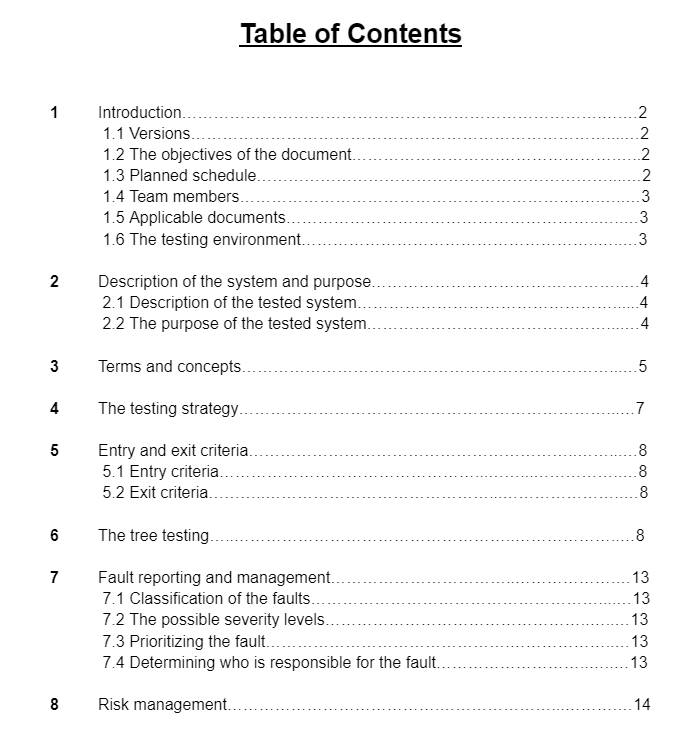 Table of Contents
1 Introduction........................................................2
1.1 Versions........................................................2
1.2 The objectives of the document........................................................2
1.3 Planned schedule........................................................2
1.4 Team members........................................................3
1.5 Applicable documents........................................................3
1.6 The testing environment........................................................3
2 Description of the system and purpose........................................................4
2.1 Description of the tested system........................................................4
2.2 The purpose of the tested system........................................................4
3 Terms and concepts........................................................5
4 The testing strategy........................................................7
5 Entry and exit criteria........................................................8
5.1 Entry criteria........................................................8
5.2 Exit criteria........................................................8
6 The tree testing........................................................8
7 Fault reporting and management........................................................13
7.1 Classification of the faults........................................................13
7.2 The possible severity levels........................................................13
7.3 Prioritizing the fault........................................................13
7.4 Determining who is responsible for the fault........................................................13
8 Risk management........................................................14